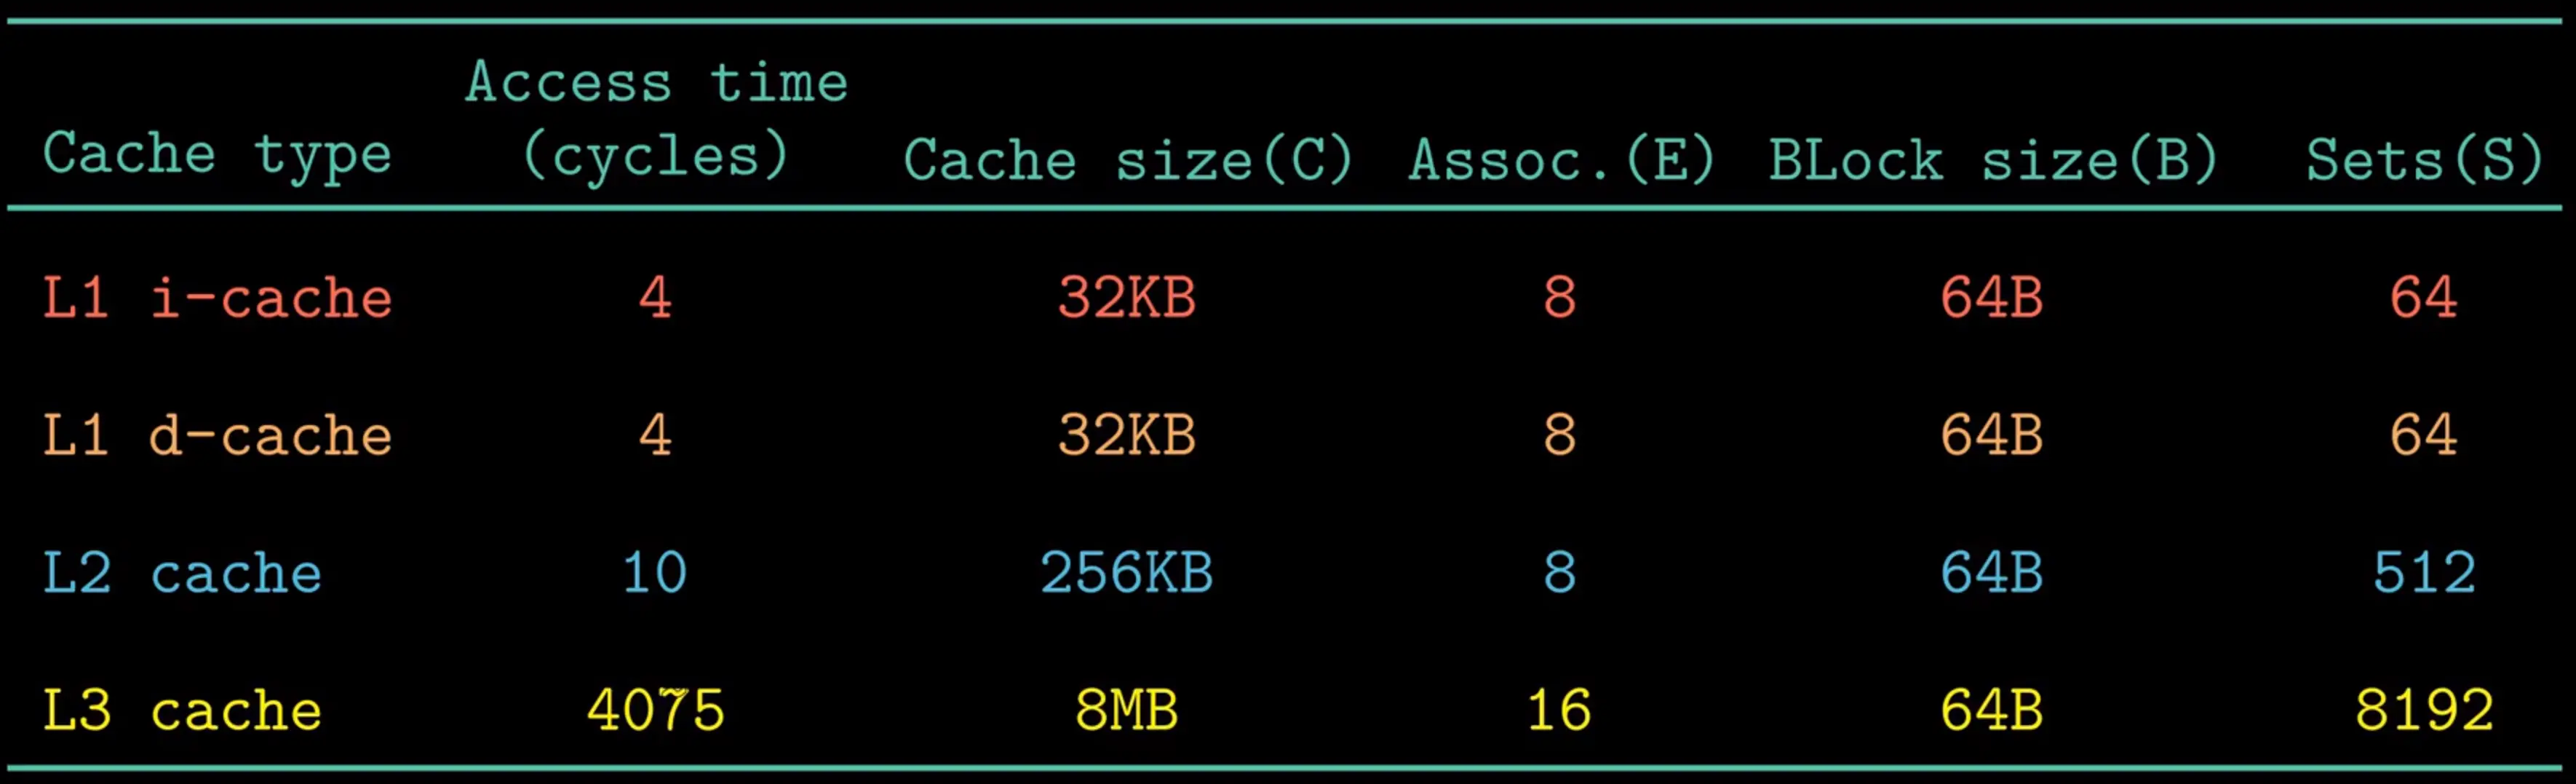 Access time
Cache type (cycles) Cache size(C) Assoc.(E) BLock size(B) Sets(S)
L1 i-cache 4 32KB 8 64B 64
L1 d-cache 4 32KB 8 64B 64
L2 cache 10 256KB 8 64B 512
L3 cache 40~75 8MB 16 64B 8192